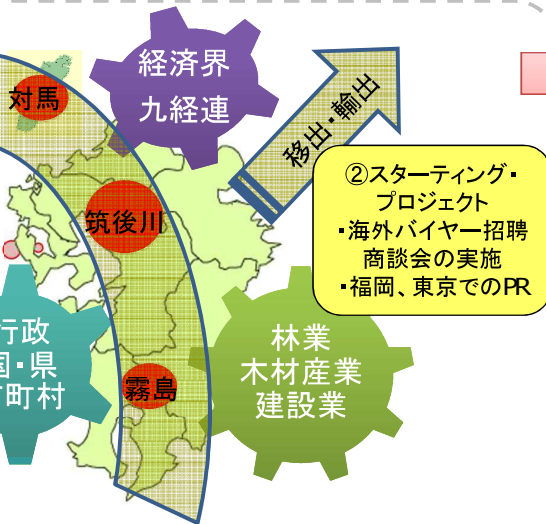 経済界
九経連
対馬
移出・輸出
②スターティング・
プロジェクト
・海外バイヤー招聘
商談会の実施
・福岡、東京でのPR
筑後川
行政
国・県
町村
霧島
林業
木材産業
建設業